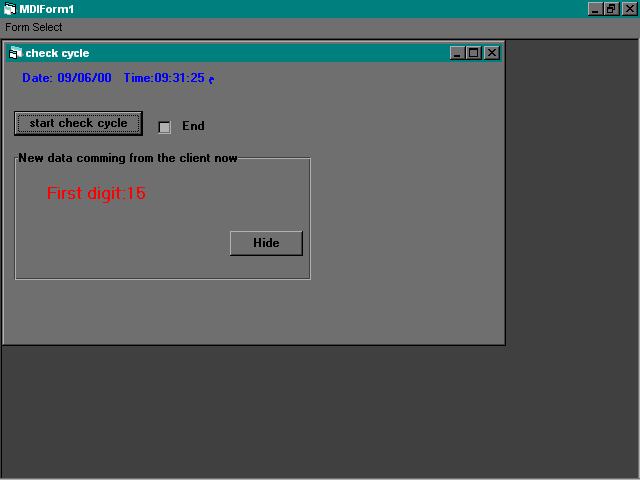 MDIForm1
Form Select
check cycle
Date: 09/06/00 Time:09:31:25 م
start check cycle
End
New data comming from the client now
First digit:15
Hide